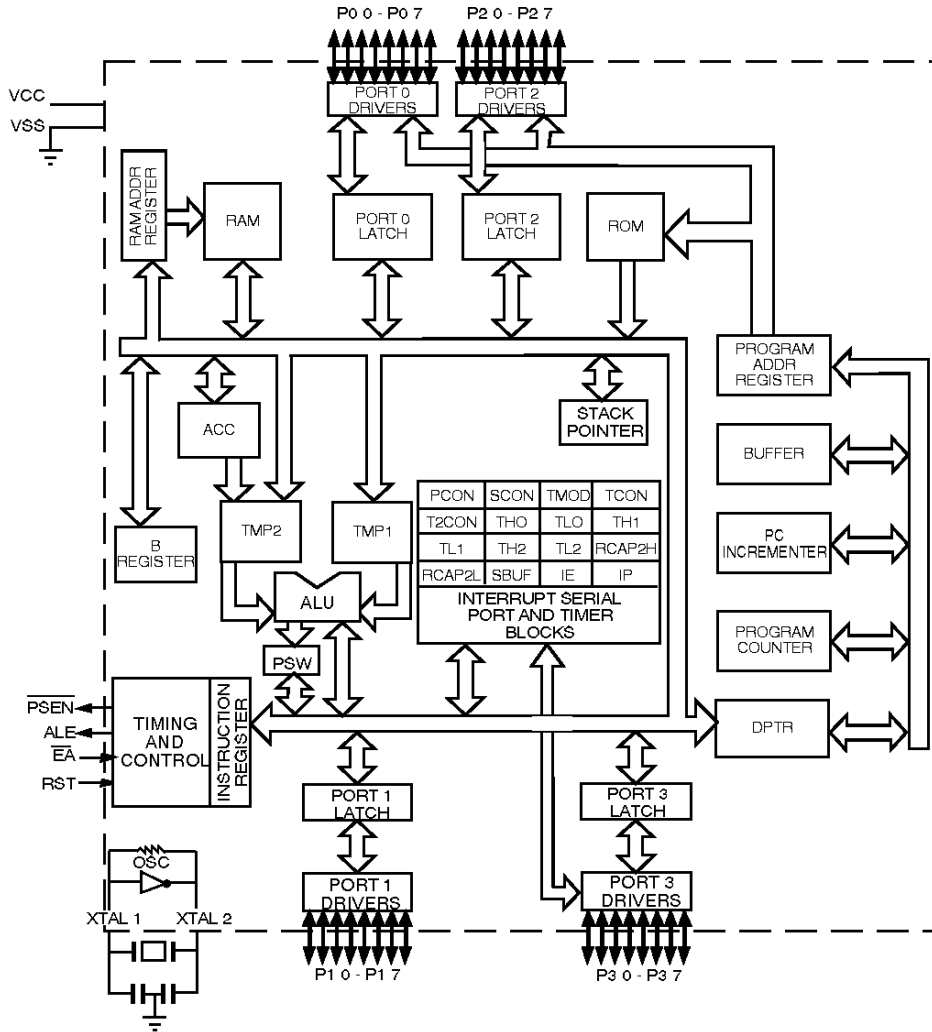 P0 0 - P0 7
P2 0 - P2 7
VCC
VSS
PORT 0
DRIVERS
PORT 2
DRIVERS
RAM ADDR
REGISTER
RAM
PORT 0
LATCH
PORT 2
LATCH
ROM
PROGRAM
ADDR
REGISTER
ACC
STACK
POINTER
BUFFER
B
REGISTER
TMP2
TMP1
PCON SCON TMOD TCON
T2CON TH0 TL0 TH1
TL1 TH2 TL2 RCAP2H
RCAP2L SBUF IE IP
INTERRUPT SERIAL
PORT AND TIMER
BLOCKS
PC
INCREMENTER
ALU
PSW
PROGRAM
COUNTER
PSEN
ALE
EA
RST
TIMING
AND
CONTROL
INSTRUCTION
REGISTER
DPTR
PORT 1
LATCH
PORT 3
LATCH
OSC
XTAL 1
XTAL 2
PORT 1
DRIVERS
PORT 3
DRIVERS
P1 0 - P1 7
P3 0 - P3 7